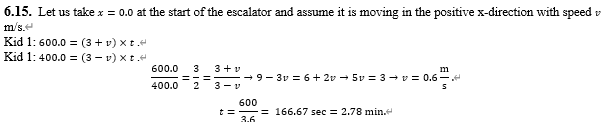 6.15. Let us take x = 0.0 at the start of the escalator and assume it is moving in the positive x-direction with speed v
m/s.↵
Kid 1: 600.0 = (3 + v) × t .↵
Kid 1: 400.0 = (3 − v) × t .↵
600.0/400.0 = 3/2 = (3 + v)/(3 − v) → 9 − 3v = 6 + 2v → 5v = 3 → v = 0.6 m/s .↵
t = 600/3.6 = 166.67 sec = 2.78 min.↵